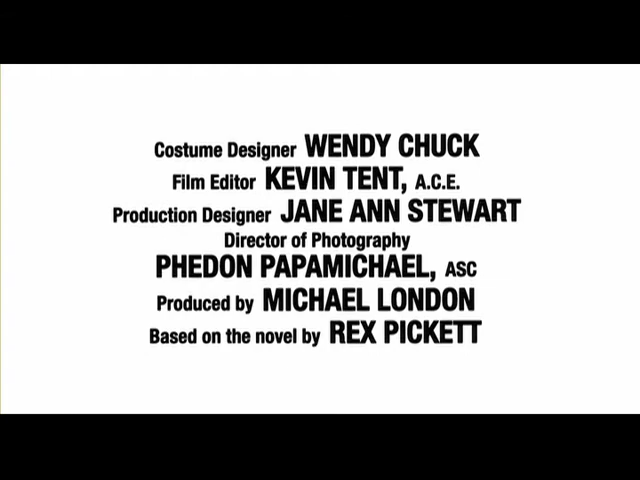 Costume Designer WENDY CHUCK
Film Editor KEVIN TENT, A.C.E.
Production Designer JANE ANN STEWART
Director of Photography
PHEDON PAPAMICHAEL, ASC
Produced by MICHAEL LONDON
Based on the novel by REX PICKETT